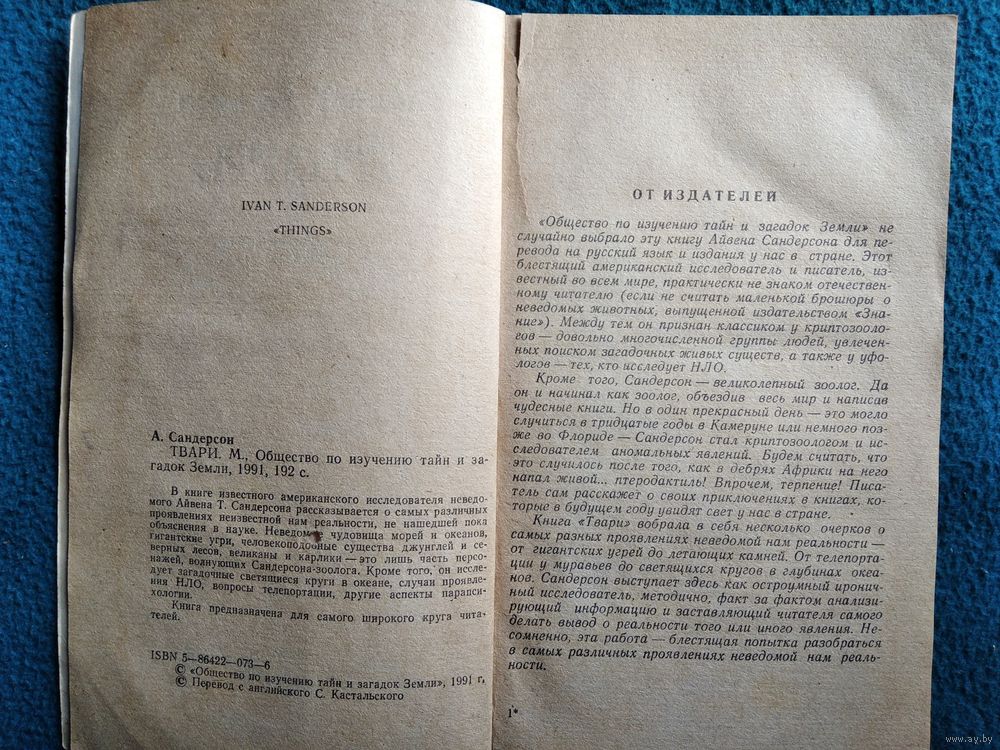 IVAN T. SANDERSON
«THINGS»
А. Сандерсон
ТВАРИ. М., Общество по изучению тайн и за-
гадок Земли, 1991, 192 с.
В книге известного американского исследователя неведо-
мого Айвена Т. Сандерсона рассказывается о самых различных
проявлениях неизвестной нам реальности, не нашедшей пока
объяснения в науке. Неведомые чудовища морей и океанов,
гигантские угри, человекоподобные существа джунглей и се-
верных лесов, великаны и карлики — это лишь часть персо-
нажей, волнующих Сандерсона-зоолога. Кроме того, он иссле-
дует загадочные светящиеся круги в океане, случаи проявле-
ния НЛО, вопросы телепортации, другие аспекты парапси-
хологии.
Книга предназначена для самого широкого круга чита-
телей.
ISBN 5—86422—073—6
© «Общество по изучению тайн и загадок Земли», 1991 г.
© Перевод с английского С. Кастальского
ОТ ИЗДАТЕЛЕЙ
«Общество по изучению тайн и загадок Земли» не
случайно выбрало эту книгу Айвена Сандерсона для пе-
ревода на русский язык и издания у нас в стране. Этот
блестящий американский исследователь и писатель, из-
вестный во всем мире, практически не знаком отечествен-
ному читателю (если не считать маленькой брошюры о
неведомых животных, выпущенной издательством «Зна-
ние»). Между тем он признан классиком у криптозооло-
гов — довольно многочисленной группы людей, увлечен-
ных поиском загадочных живых существ, а также у уфо-
логов — тех, кто исследует НЛО.
Кроме того, Сандерсон — великолепный зоолог. Да
он и начинал как зоолог, объездив весь мир и написав
чудесные книги. Но в один прекрасный день — это могло
случиться в тридцатые годы в Камеруне или немного поз-
же во Флориде — Сандерсон стал криптозоологом и ис-
следователем аномальных явлений. Будем считать, что
это случилось после того, как в дебрях Африки на него
напал живой... птеродактиль! Впрочем, терпение! Писа-
тель сам расскажет о своих приключениях в книгах, ко-
торые в будущем году увидят свет у нас в стране.
Книга «Твари» вобрала в себя несколько очерков о
самых разных проявлениях неведомой нам реальности —
от гигантских угрей до летающих камней. От телепорта-
ции у муравьев до светящихся кругов в глубинах океа-
нов. Сандерсон выступает здесь как остроумный иронич-
ный исследователь, методично, факт за фактом анализи-
рующий информацию и заставляющий читателя самого
делать вывод о реальности того или иного явления. Не-
сомненно, эта работа — блестящая попытка разобраться
в самых различных проявлениях неведомой нам реаль-
ности.
1*
www.ay.by